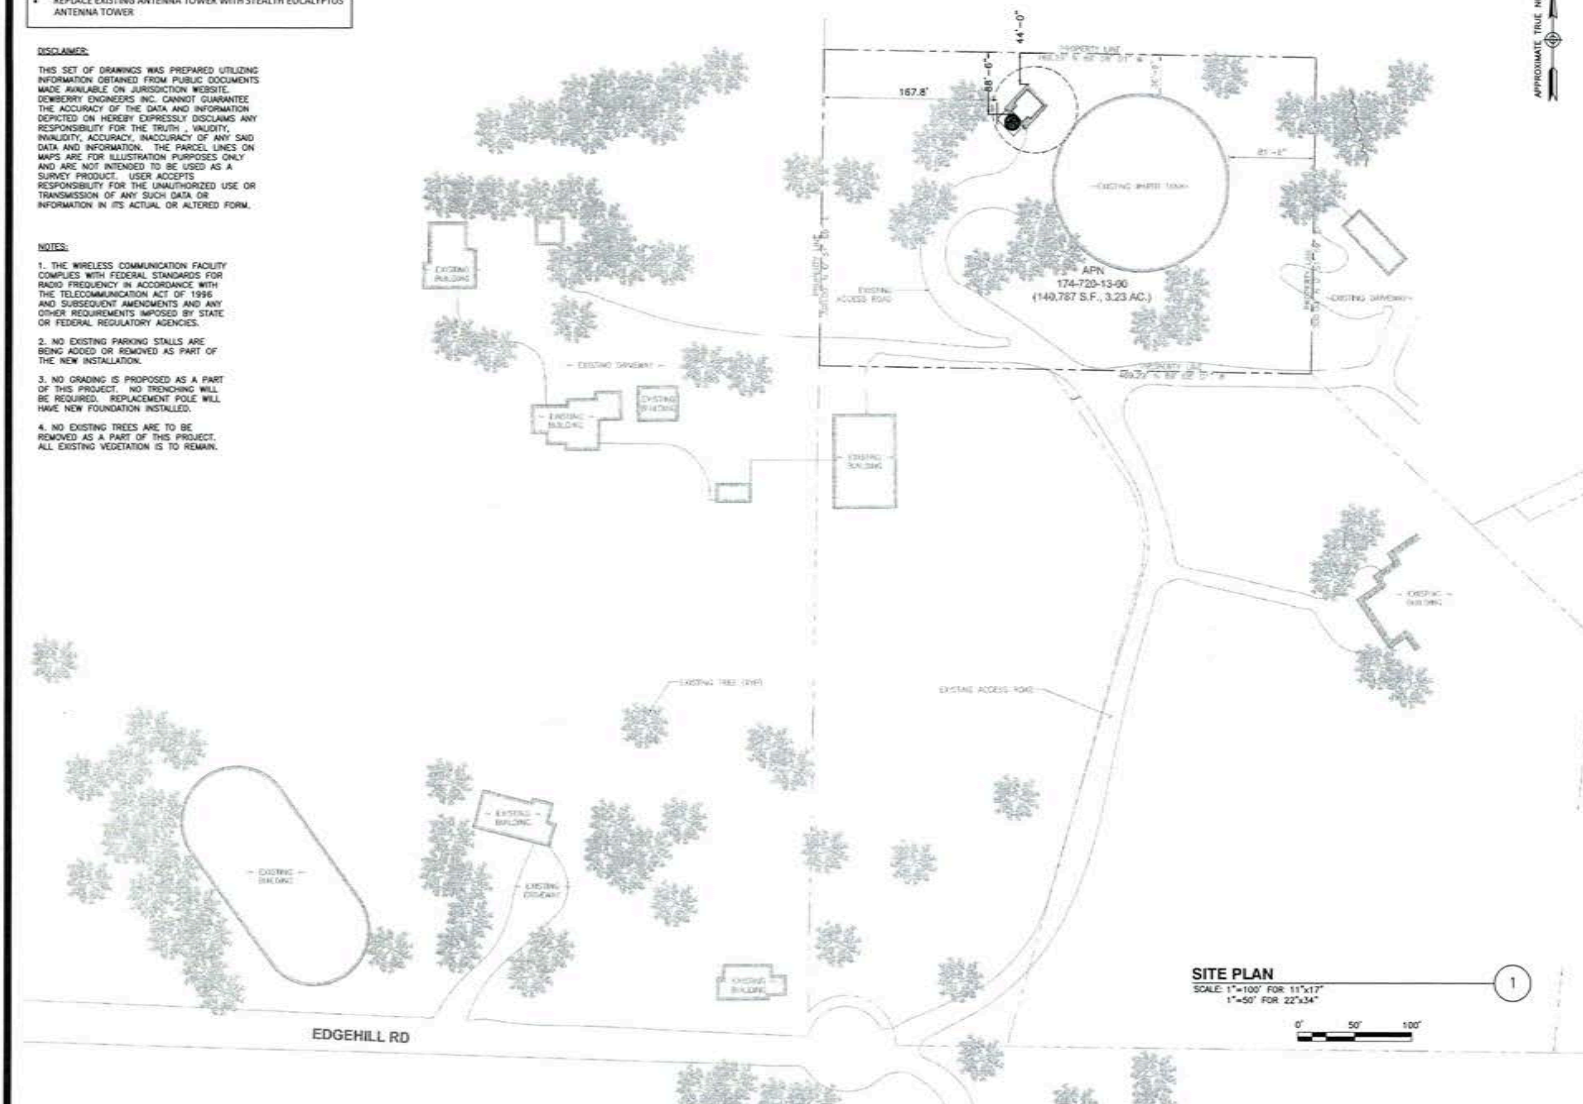 • REPLACE EXISTING ANTENNA TOWER WITH STEALTH EUCALYPTUS
ANTENNA TOWER
DISCLAIMER:
THIS SET OF DRAWINGS WAS PREPARED UTILIZING
INFORMATION OBTAINED FROM PUBLIC DOCUMENTS
MADE AVAILABLE ON JURISDICTION WEBSITE.
DEWBERRY ENGINEERS INC. CANNOT GUARANTEE
THE ACCURACY OF THE DATA AND INFORMATION
DEPICTED ON HEREBY EXPRESSLY DISCLAIMS ANY
RESPONSIBILITY FOR THE TRUTH , VALIDITY,
INVALIDITY, ACCURACY, INACCURACY OF ANY SAID
DATA AND INFORMATION. THE PARCEL LINES ON
MAPS ARE FOR ILLUSTRATION PURPOSES ONLY
AND ARE NOT INTENDED TO BE USED AS A
SURVEY PRODUCT. USER ACCEPTS
RESPONSIBILITY FOR THE UNAUTHORIZED USE OR
TRANSMISSION OF ANY SUCH DATA OR
INFORMATION IN ITS ACTUAL OR ALTERED FORM.
NOTES:
1. THE WIRELESS COMMUNICATION FACILITY
COMPLIES WITH FEDERAL STANDARDS FOR
RADIO FREQUENCY IN ACCORDANCE WITH
THE TELECOMMUNICATION ACT OF 1996
AND SUBSEQUENT AMENDMENTS AND ANY
OTHER REQUIREMENTS IMPOSED BY STATE
OR FEDERAL REGULATORY AGENCIES.
2. NO EXISTING PARKING STALLS ARE
BEING ADDED OR REMOVED AS PART OF
THE NEW INSTALLATION.
3. NO GRADING IS PROPOSED AS A PART
OF THIS PROJECT. NO TRENCHING WILL
BE REQUIRED. REPLACEMENT POLE WILL
HAVE NEW FOUNDATION INSTALLED.
4. NO EXISTING TREES ARE TO BE
REMOVED AS A PART OF THIS PROJECT.
ALL EXISTING VEGETATION IS TO REMAIN.
APPROXIMATE TRUE
44'-0"
PROPERTY LINE
167.8'
EXISTING WATER TANK
APN
174-720-13-00
(140,787 S.F., 3.23 AC.)
EXISTING
ACCESS ROAD
PROPERTY LINE
PROPERTY LINE
EXISTING DRIVEWAY
PROPERTY LINE
EXISTING
BUILDING
EXISTING DRIVEWAY
EXISTING
BUILDING
EXISTING
BUILDING
EXISTING
BUILDING
EXISTING
BUILDING
EXISTING TREE (TYP)
EXISTING ACCESS ROAD
EXISTING
BUILDING
EXISTING
BUILDING
EXISTING
DRIVEWAY
EXISTING
BUILDING
EDGEHILL RD
SITE PLAN
SCALE: 1"=100' FOR 11"x17"
1"=50' FOR 22"x34"
1
0' 50' 100'